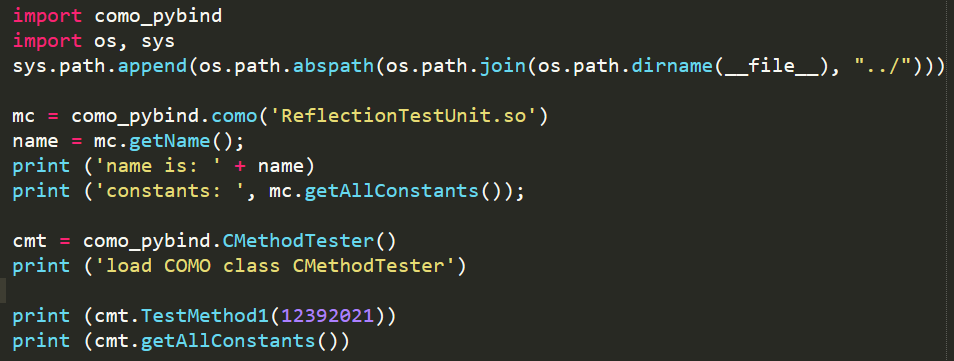 import como_pybind
import os, sys
sys.path.append(os.path.abspath(os.path.join(os.path.dirname(__file__), "../")))
mc = como_pybind.como('ReflectionTestUnit.so')
name = mc.getName();
print ('name is: ' + name)
print ('constants: ', mc.getAllConstants());
cmt = como_pybind.CMethodTester()
print ('load COMO class CMethodTester')
print (cmt.TestMethod1(12392021))
print (cmt.getAllConstants())